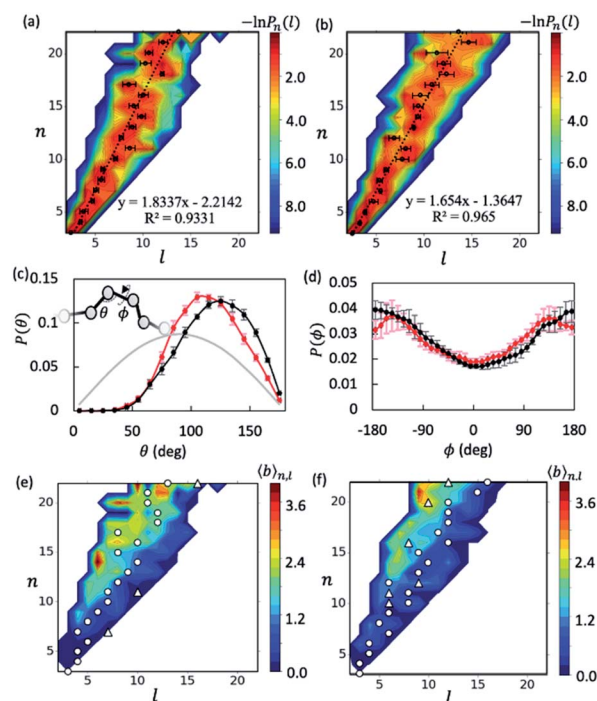 (a)
−lnPₙ(l)
(b)
−lnPₙ(l)
20
15
n
10
5
y = 1.8337x - 2.2142
R² = 0.9331
5 10 15 20
l
2.0
4.0
6.0
8.0
20
15
n
10
5
y = 1.654x - 1.3647
R² = 0.965
5 10 15 20
l
2.0
4.0
6.0
8.0
(c)
P(θ)
0.15
0.10
0.05
0
θ
ϕ
0 50 100 150
θ (deg)
(d)
P(ϕ)
0.05
0.04
0.03
0.02
0.01
0
-180 -90 0 90 180
ϕ (deg)
(e)
⟨b⟩ₙ,ₗ
20
15
n
10
5
5 10 15 20
l
3.6
2.4
1.2
0.0
(f)
⟨b⟩ₙ,ₗ
20
15
n
10
5
5 10 15 20
l
3.6
2.4
1.2
0.0